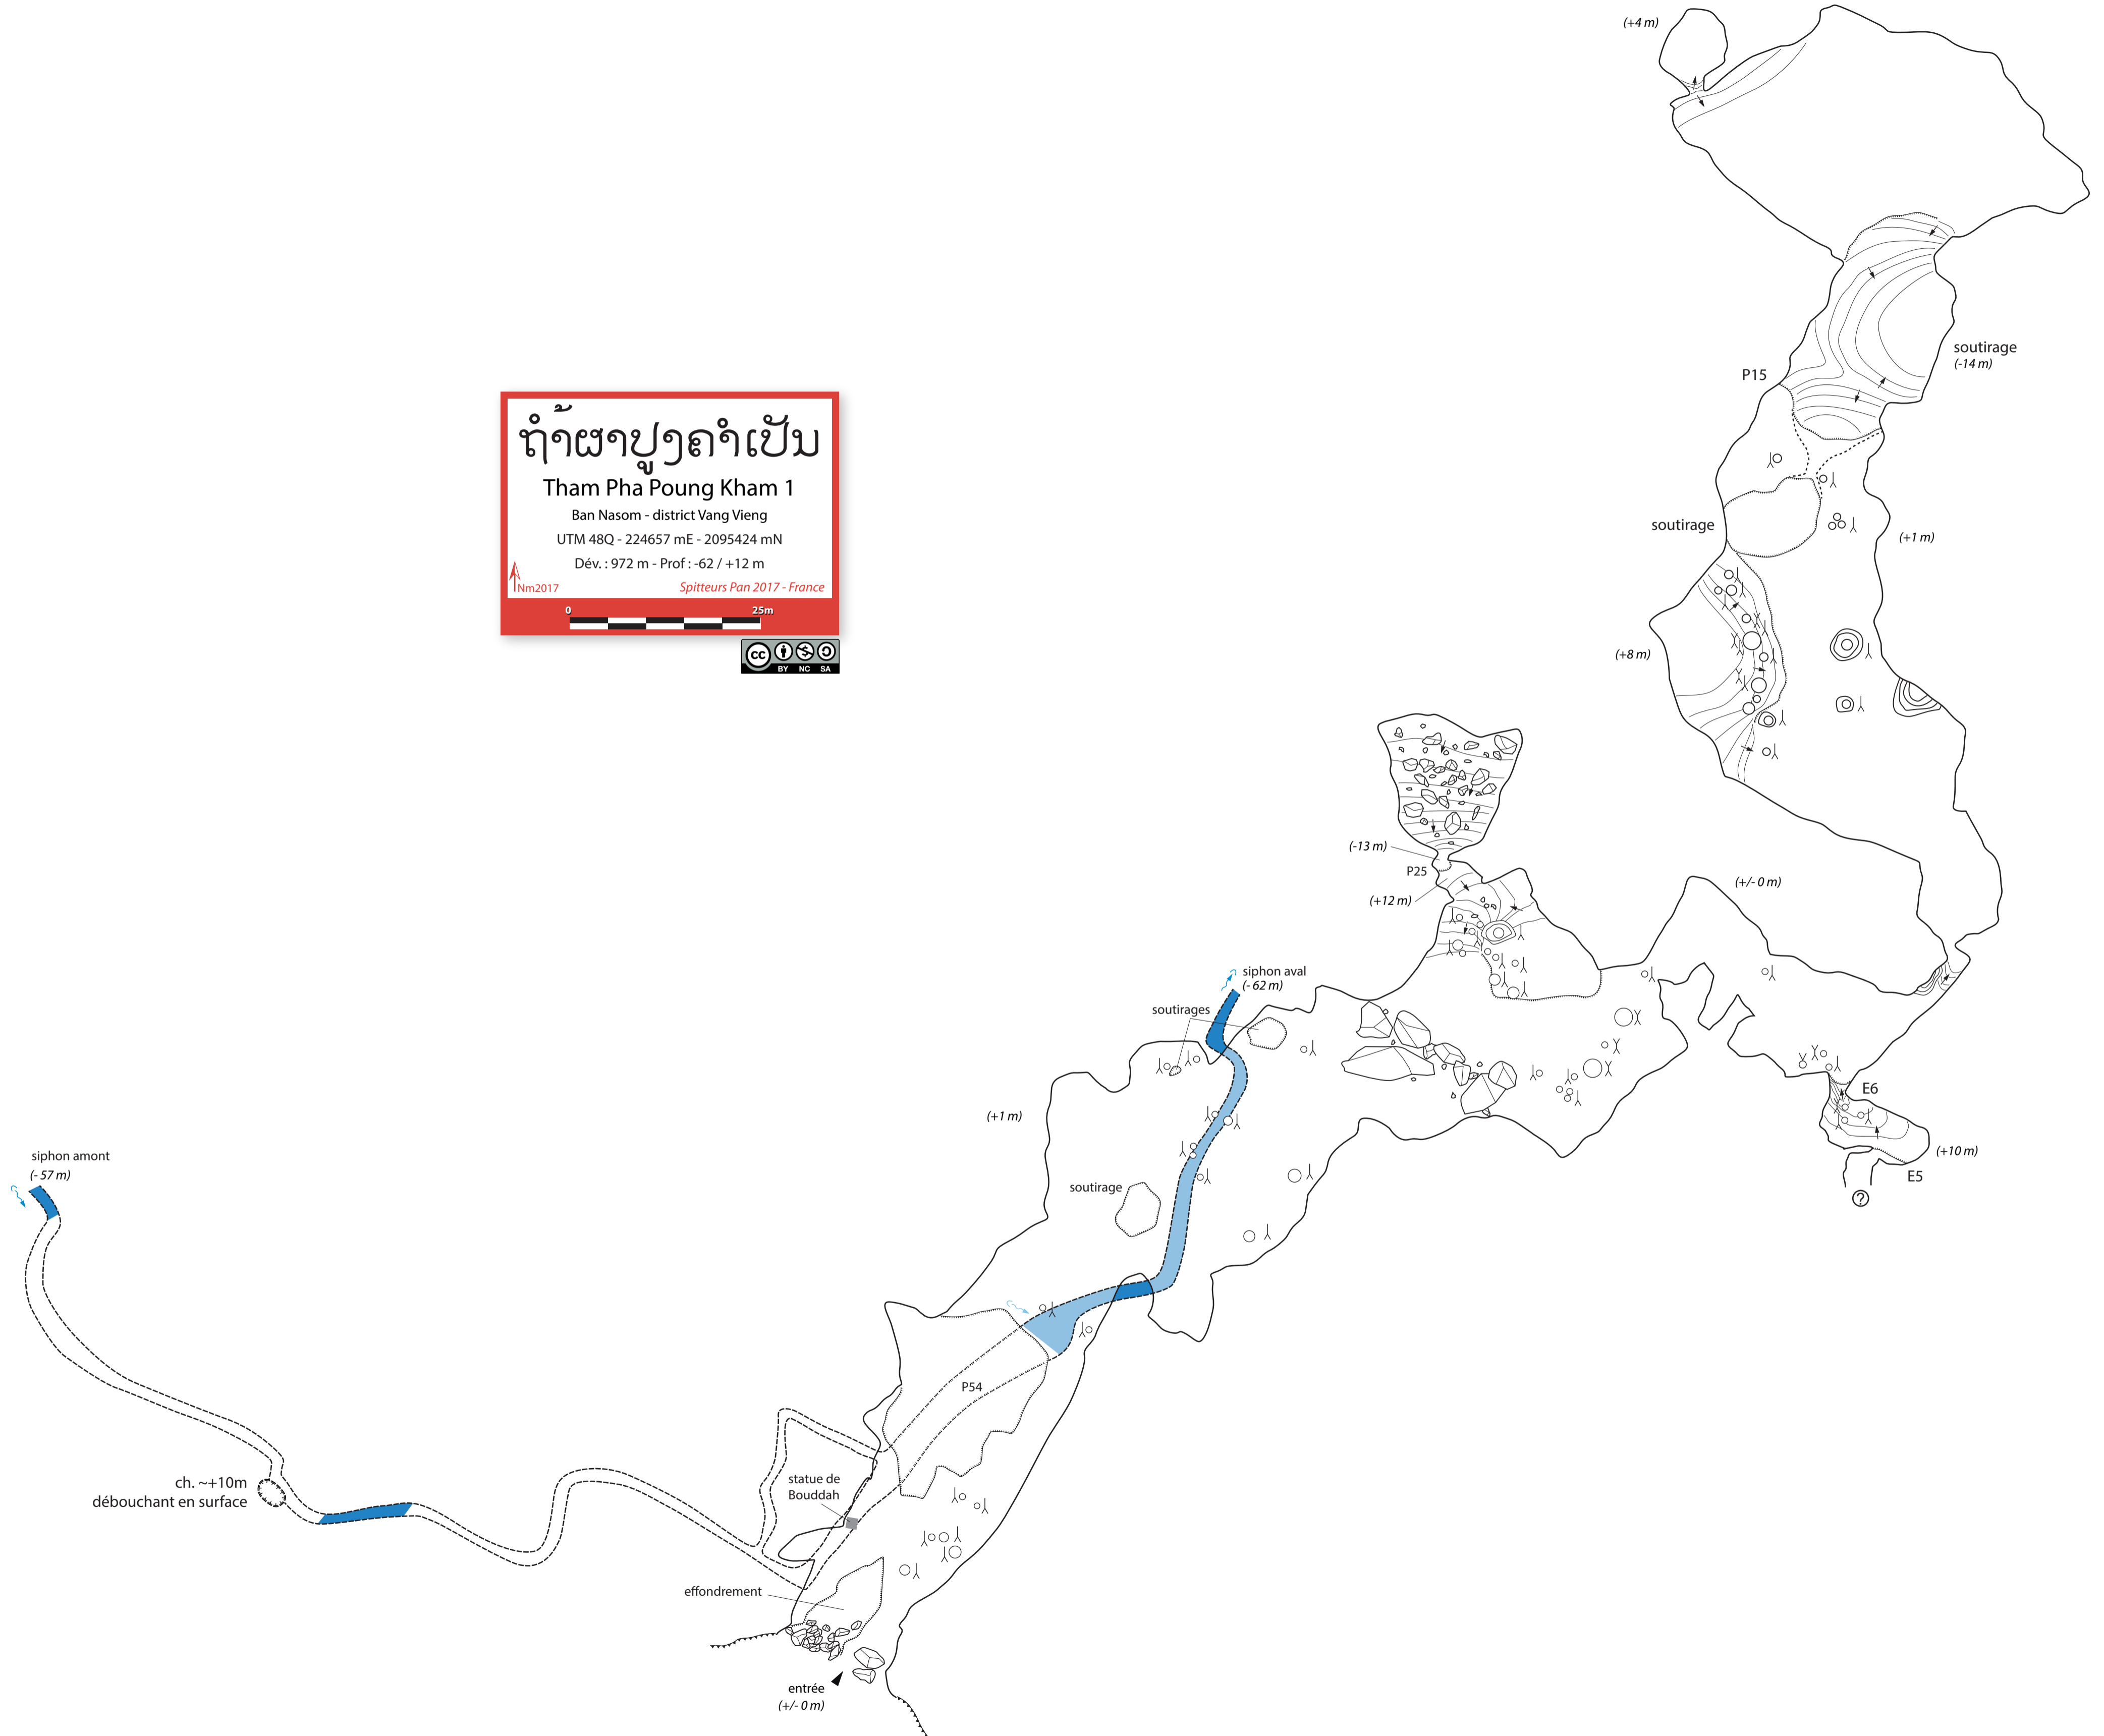 (+4 m)
soutirage
(-14 m)
P15
ຖ້ຳຜາປູງຄຳເປັນ
Tham Pha Poung Kham 1
Ban Nasom - district Vang Vieng
UTM 48Q - 224657 mE - 2095424 mN
Dév. : 972 m - Prof : -62 / +12 m
Nm2017
Spitteurs Pan 2017 - France
0 25m
cc
BY NC SA
soutirage
(+1 m)
(+8 m)
(-13 m)
P25
(+12 m)
(+/- 0 m)
siphon aval
(- 62 m)
soutirages
(+1 m)
E6
(+10 m)
E5
?
siphon amont
(- 57 m)
soutirage
P54
statue de
Bouddah
ch. ~+10m
débouchant en surface
effondrement
entrée
(+/- 0 m)